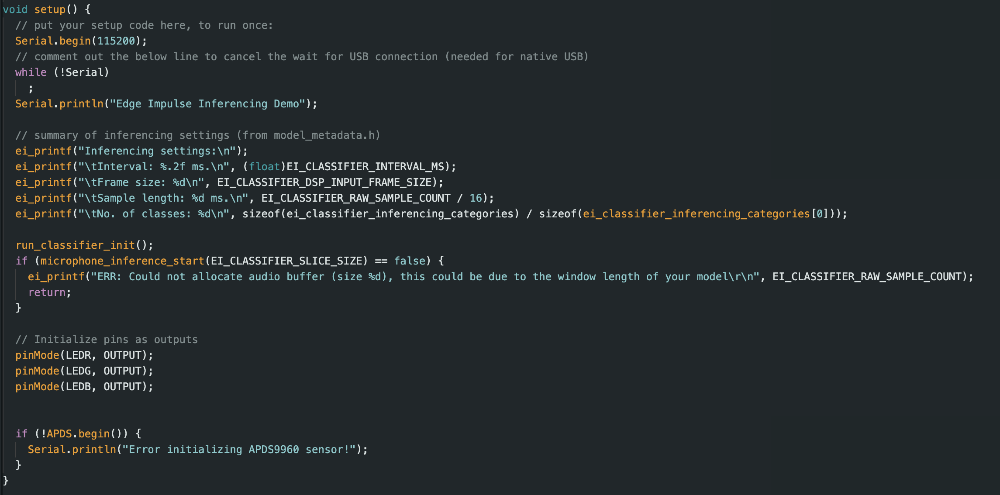 void setup() {
  // put your setup code here, to run once:
  Serial.begin(115200);
  // comment out the below line to cancel the wait for USB connection (needed for native USB)
  while (!Serial)
    ;
  Serial.println("Edge Impulse Inferencing Demo");

  // summary of inferencing settings (from model_metadata.h)
  ei_printf("Inferencing settings:\n");
  ei_printf("\tInterval: %.2f ms.\n", (float)EI_CLASSIFIER_INTERVAL_MS);
  ei_printf("\tFrame size: %d\n", EI_CLASSIFIER_DSP_INPUT_FRAME_SIZE);
  ei_printf("\tSample length: %d ms.\n", EI_CLASSIFIER_RAW_SAMPLE_COUNT / 16);
  ei_printf("\tNo. of classes: %d\n", sizeof(ei_classifier_inferencing_categories) / sizeof(ei_classifier_inferencing_categories[0]));

  run_classifier_init();
  if (microphone_inference_start(EI_CLASSIFIER_SLICE_SIZE) == false) {
    ei_printf("ERR: Could not allocate audio buffer (size %d), this could be due to the window length of your model\r\n", EI_CLASSIFIER_RAW_SAMPLE_COUNT);
    return;
  }

  // Initialize pins as outputs
  pinMode(LEDR, OUTPUT);
  pinMode(LEDG, OUTPUT);
  pinMode(LEDB, OUTPUT);


  if (!APDS.begin()) {
    Serial.println("Error initializing APDS9960 sensor!");
  }
}